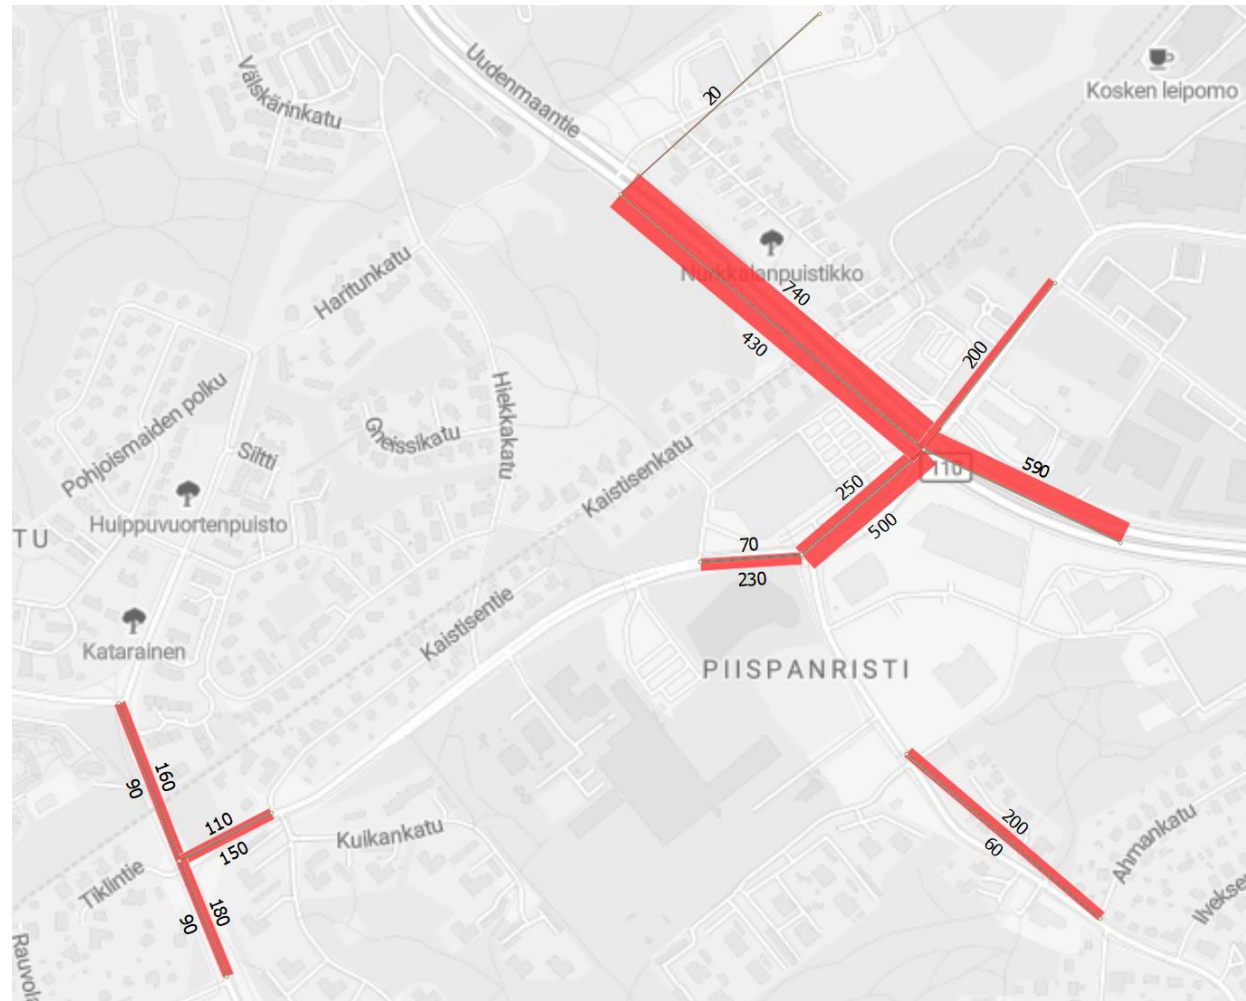 Uudenmaantie
Välskärinkatu
Kosken leipomo
20
Haritunkatu
Nurkkalanpuistikko
740
430
200
Pohjoismaiden polku
Gneissikatu
Siltti
Hiekkakatu
Kaistisenkatu
110
590
250
500
Huippuvuortenpuisto
TU
70
230
Kaistisentie
Katarainen
PIISPANRISTI
160
90
110
150
Kuikankatu
Tiklintie
180
90
200
60
Ahmankatu
Ilvekse
Rauvola